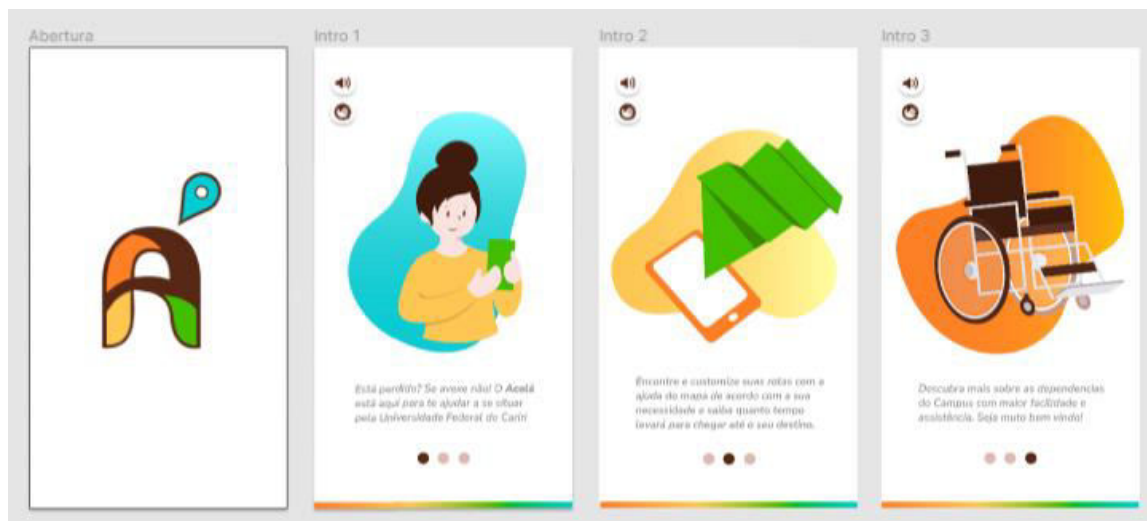 Abertura
Intro 1
Intro 2
Intro 3
Está perdido? Se avexe não! O Acelá
está aqui para te ajudar a se situar
pela Universidade Federal do Cariri
Encontre e customize suas rotas com a
ajuda do mapa de acordo com a sua
necessidade e saiba quanto tempo
levará para chegar até o seu destino.
Descubra mais sobre as dependencias
do Campus com maior facilidade e
assistência. Seja muto bem vindo!